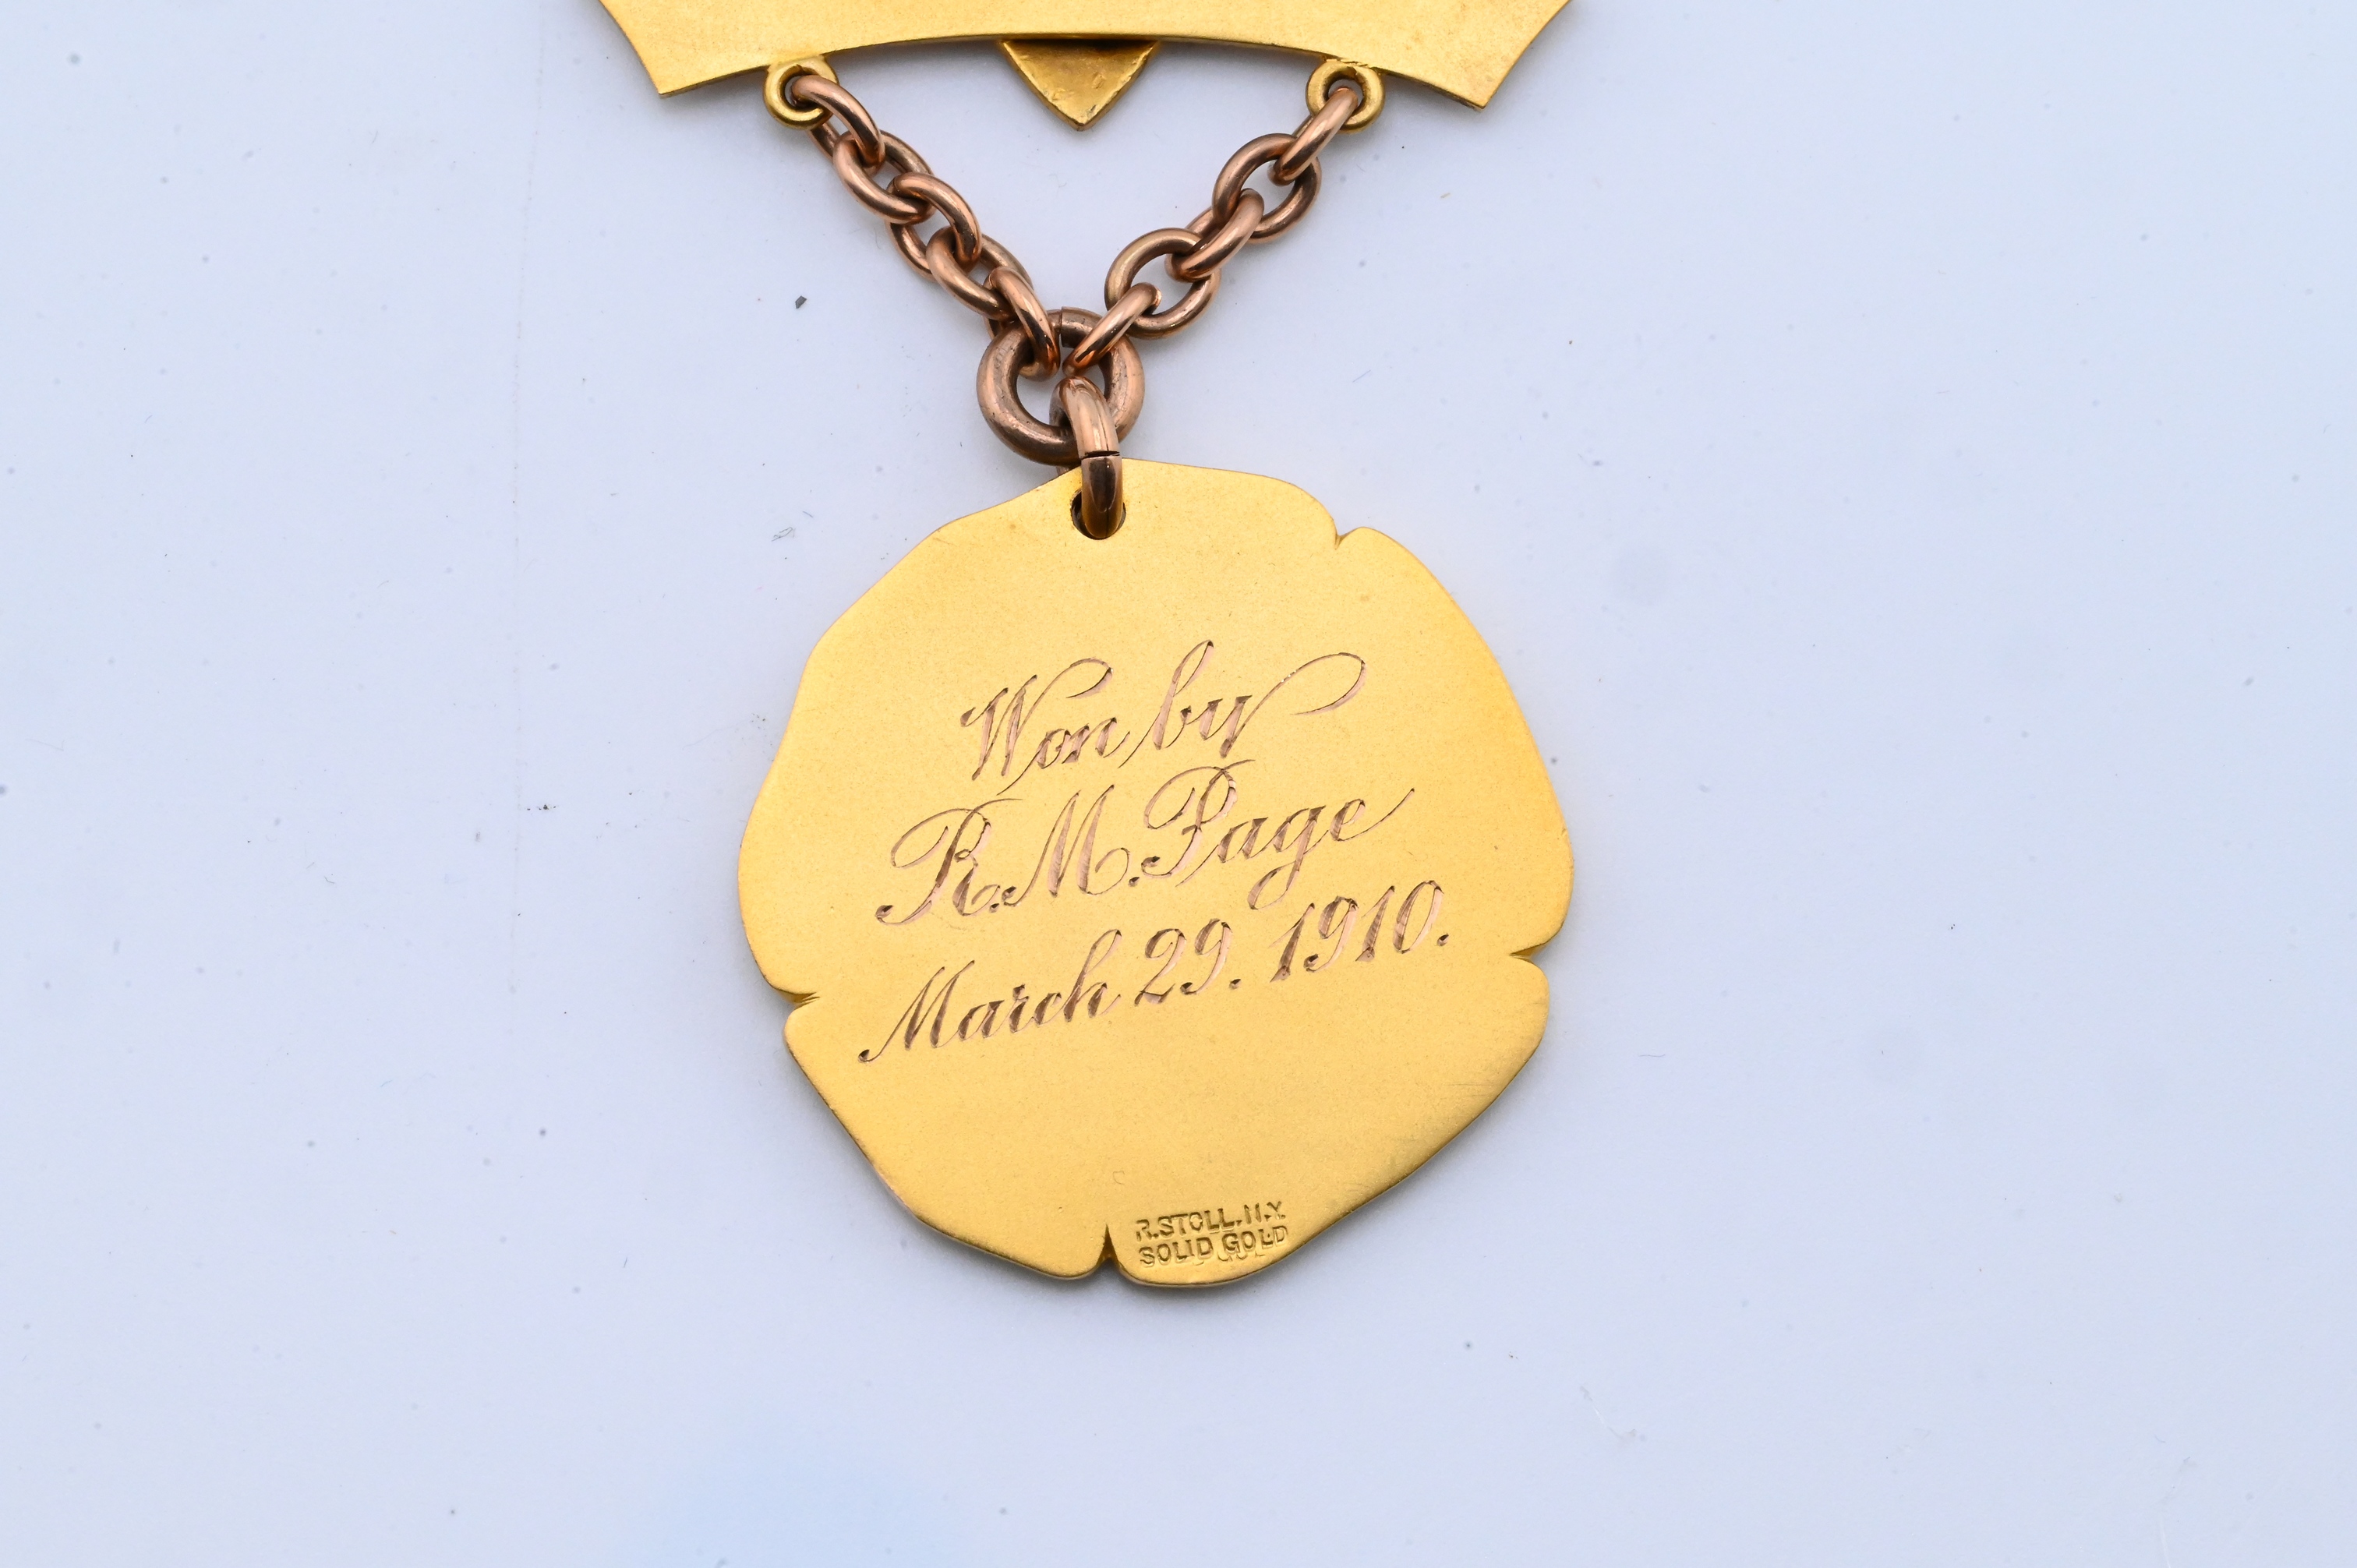 Won by
R. M. Page
March 29. 1910.
R. STOLL. N.Y.
SOLID GOLD